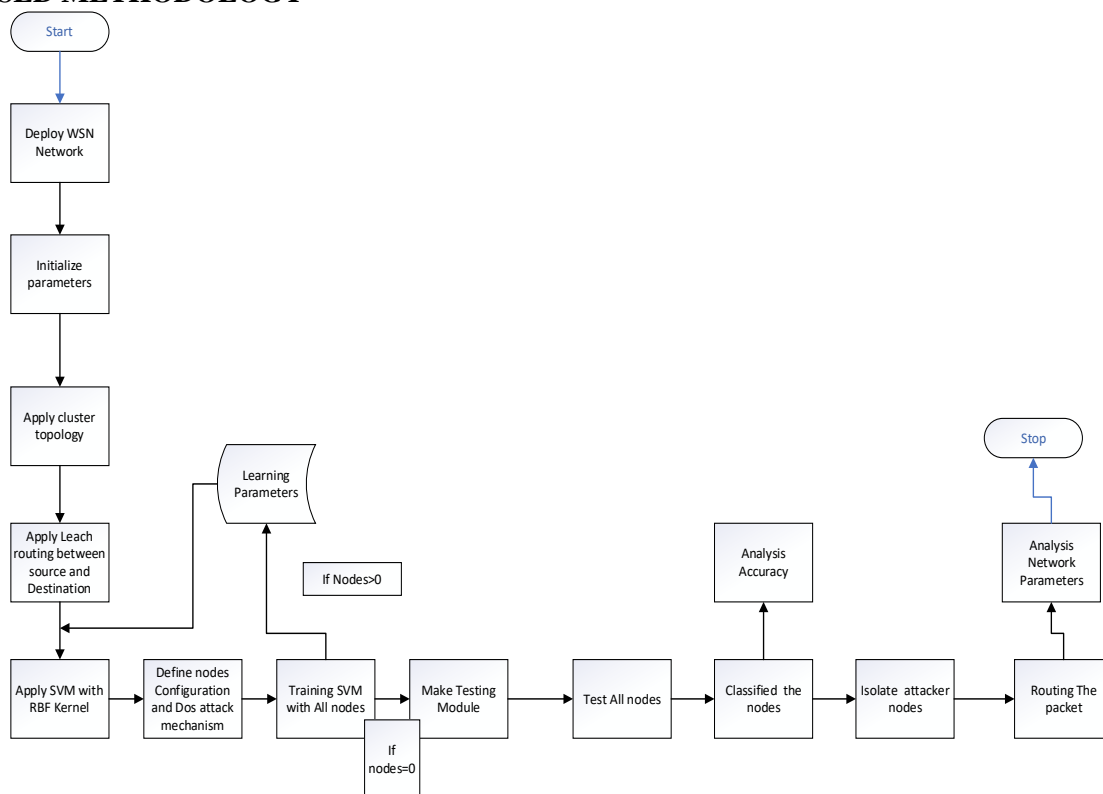 Start
Deploy WSN
Network
Initialize
parameters
Apply cluster
topology
Apply Leach
routing between
source and
Destination
Learning
Parameters
If Nodes>0
Apply SVM with
RBF Kernel
Define nodes
Configuration
and Dos attack
mechanism
Training SVM
with All nodes
If
nodes=0
Make Testing
Module
Test All nodes
Classified the
nodes
Analysis
Accuracy
Isolate attacker
nodes
Routing The
packet
Analysis
Network
Parameters
Stop